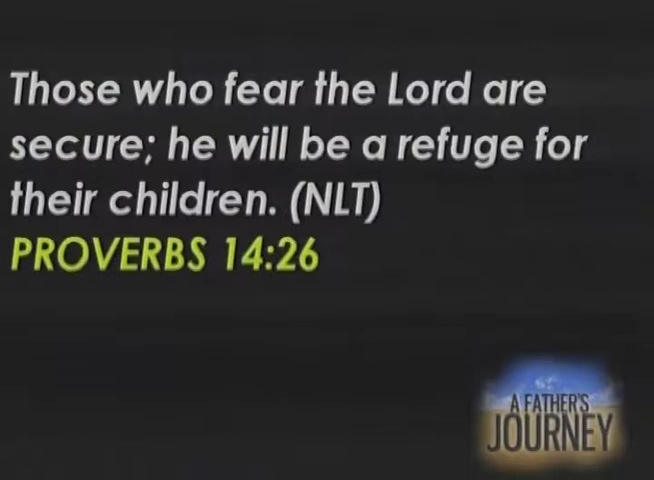 Those who fear the Lord are
secure; he will be a refuge for
their children. (NLT)
PROVERBS 14:26
A FATHER'S
JOURNEY